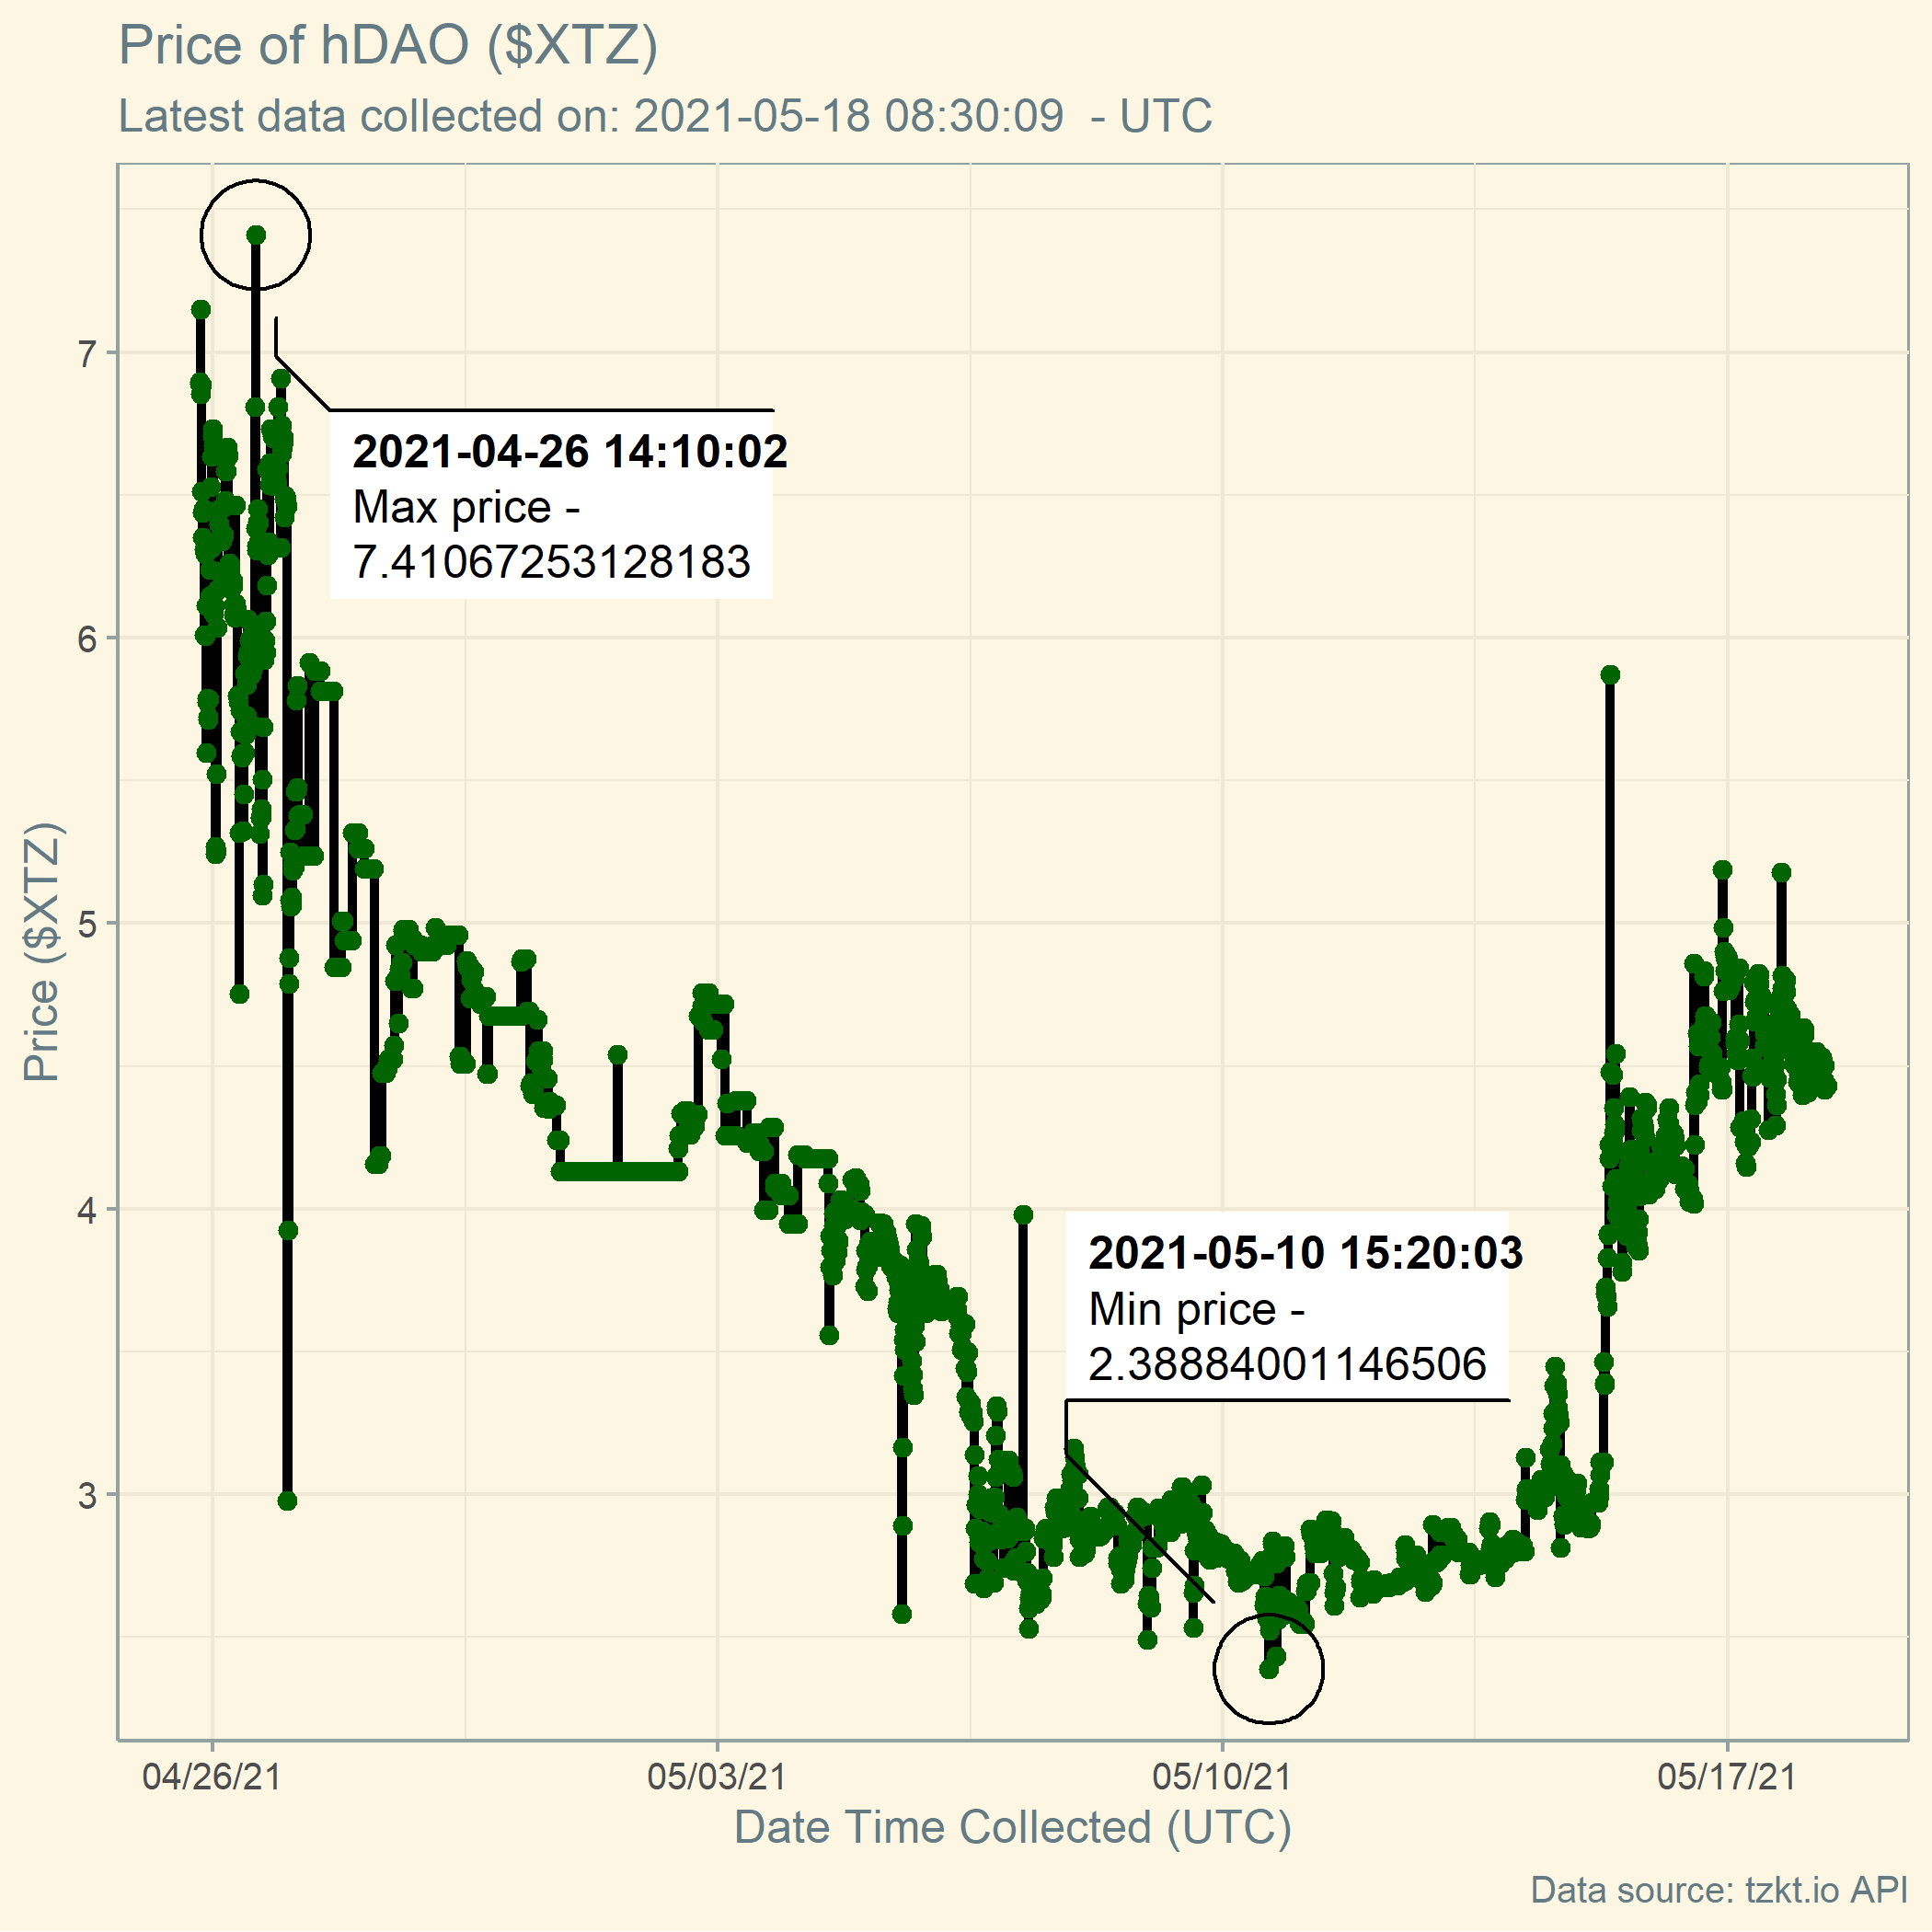 Price of hDAO ($XTZ)
Latest data collected on: 2021-05-18 08:30:09  - UTC
7
6
5
4
3
Price ($XTZ)
2021-04-26 14:10:02
Max price -
7.41067253128183
2021-05-10 15:20:03
Min price -
2.38884001146506
04/26/21
05/03/21
05/10/21
05/17/21
Date Time Collected (UTC)
Data source: tzkt.io API